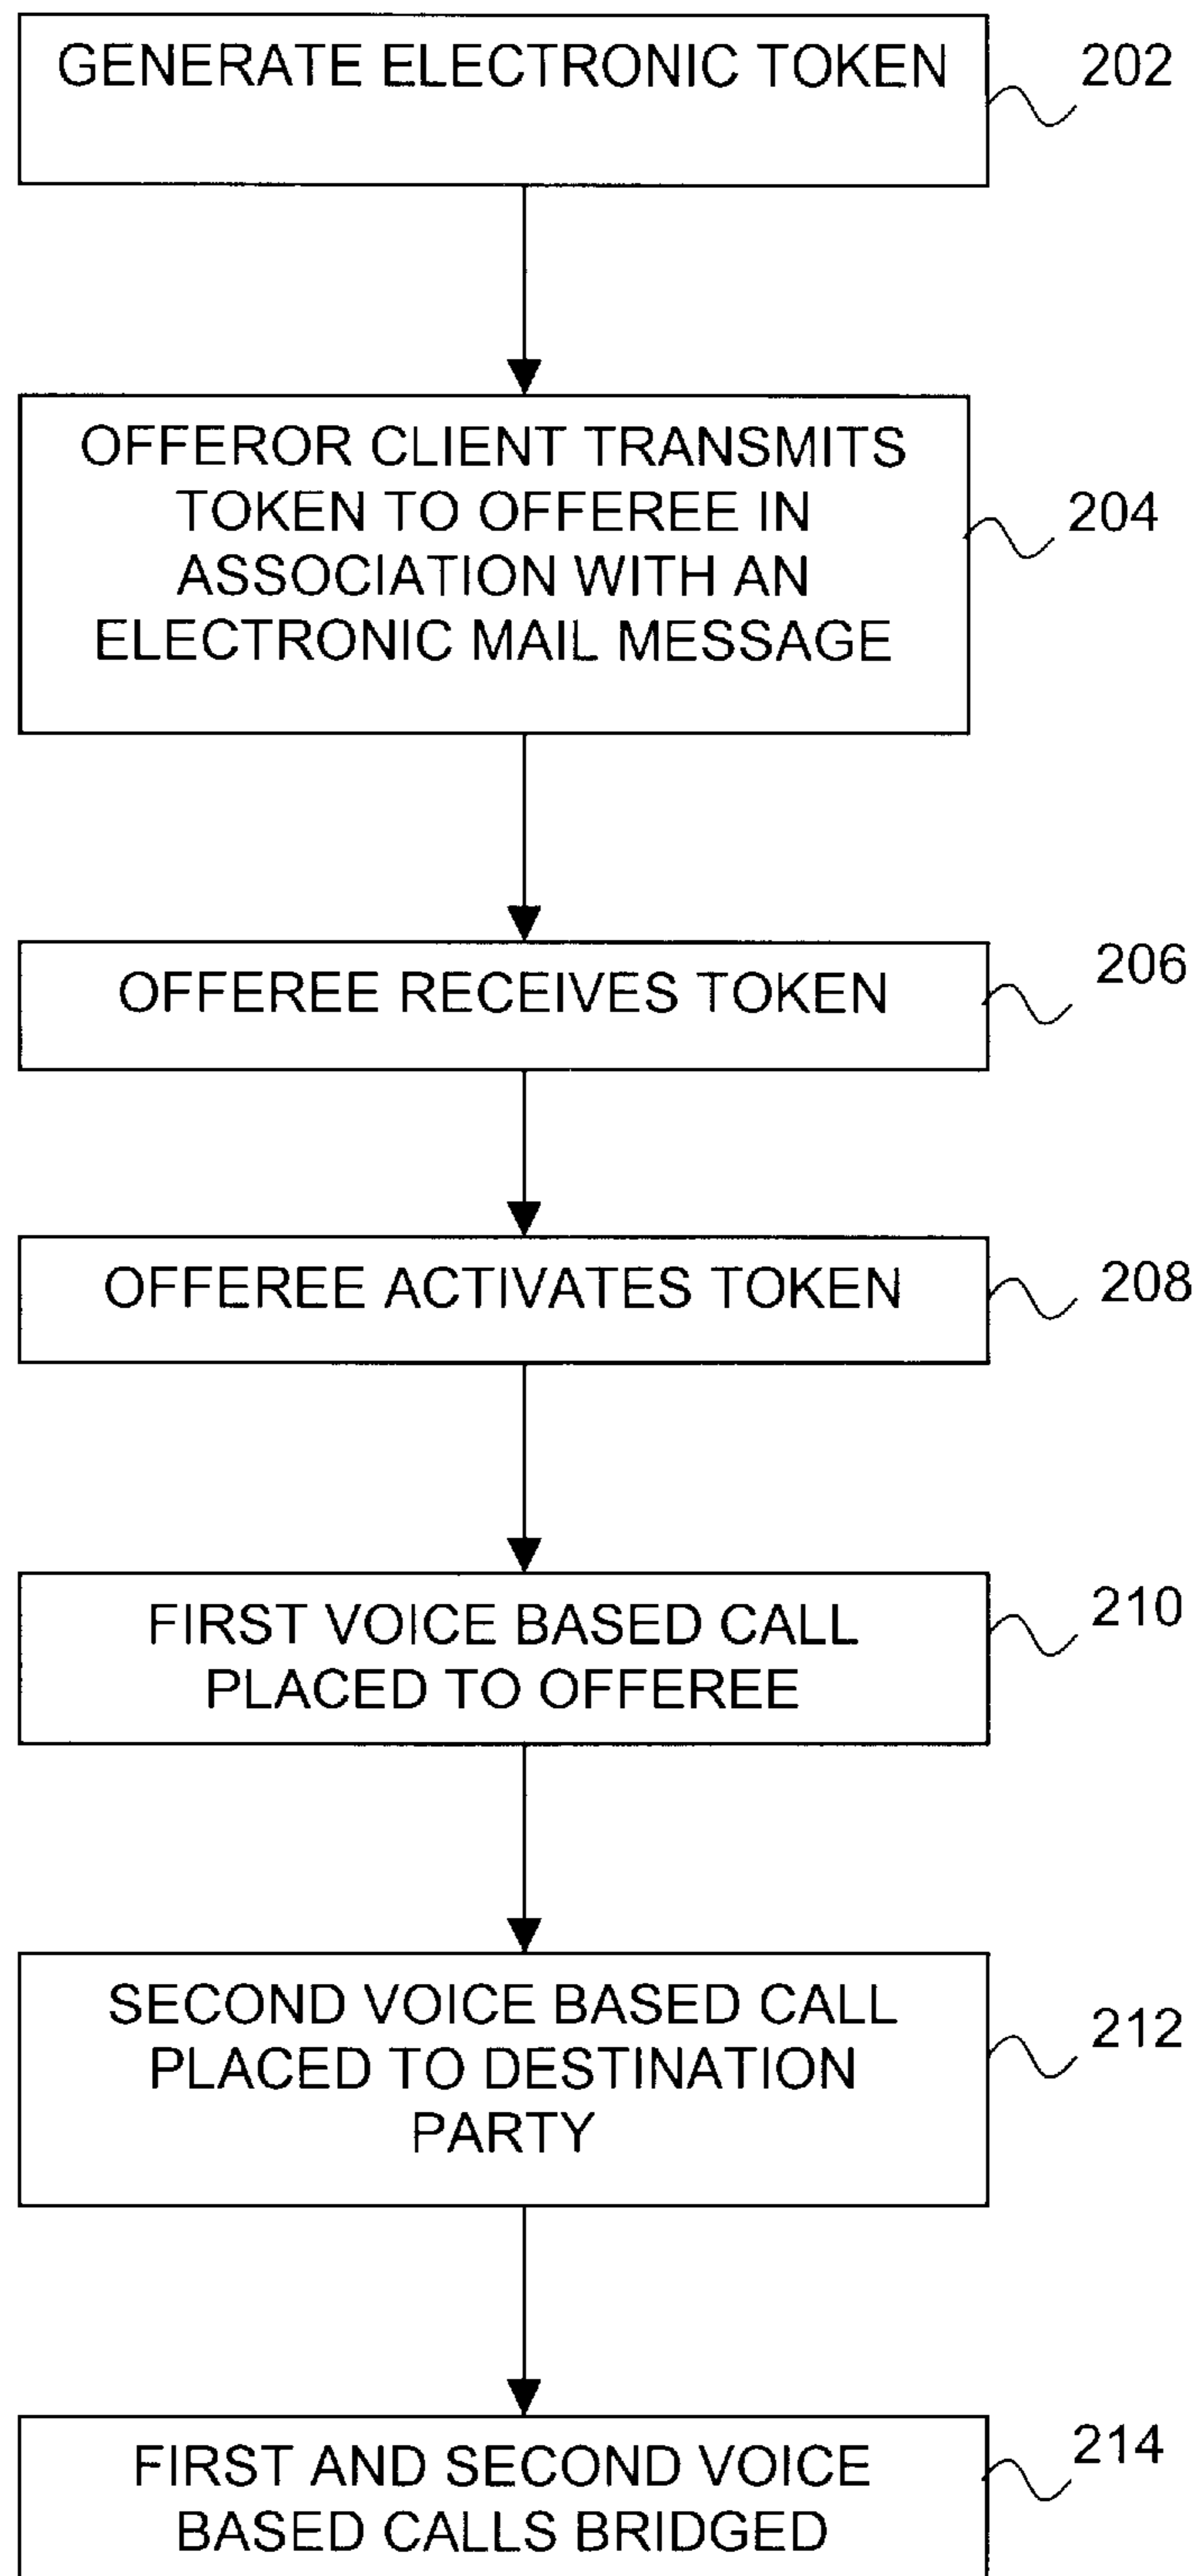 GENERATE ELECTRONIC TOKEN
202
OFFEROR CLIENT TRANSMITS
TOKEN TO OFFEREE IN
ASSOCIATION WITH AN
ELECTRONIC MAIL MESSAGE
204
OFFEREE RECEIVES TOKEN
206
OFFEREE ACTIVATES TOKEN
208
FIRST VOICE BASED CALL
PLACED TO OFFEREE
210
SECOND VOICE BASED CALL
PLACED TO DESTINATION
PARTY
212
FIRST AND SECOND VOICE
BASED CALLS BRIDGED
214